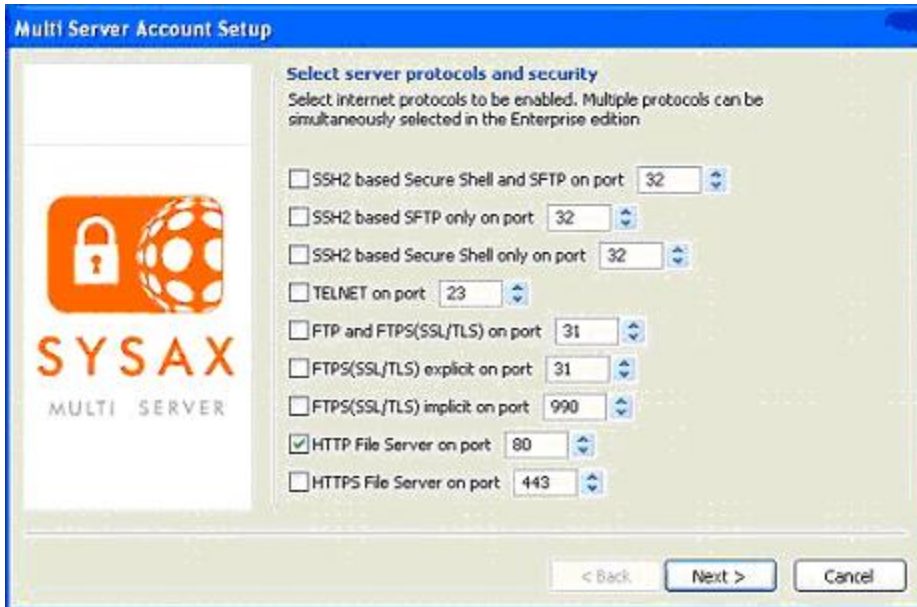 Multi Server Account Setup
Select server protocols and security
Select internet protocols to be enabled. Multiple protocols can be
simultaneously selected in the Enterprise edition
SSH2 based Secure Shell and SFTP on port 32
SSH2 based SFTP only on port 32
SSH2 based Secure Shell only on port 32
TELNET on port 23
FTP and FTPS(SSL/TLS) on port 31
FTPS(SSL/TLS) explicit on port 31
FTPS(SSL/TLS) implicit on port 990
HTTP File Server on port 80
HTTPS File Server on port 443
SYSAX
MULTI SERVER
< Back
Next >
Cancel